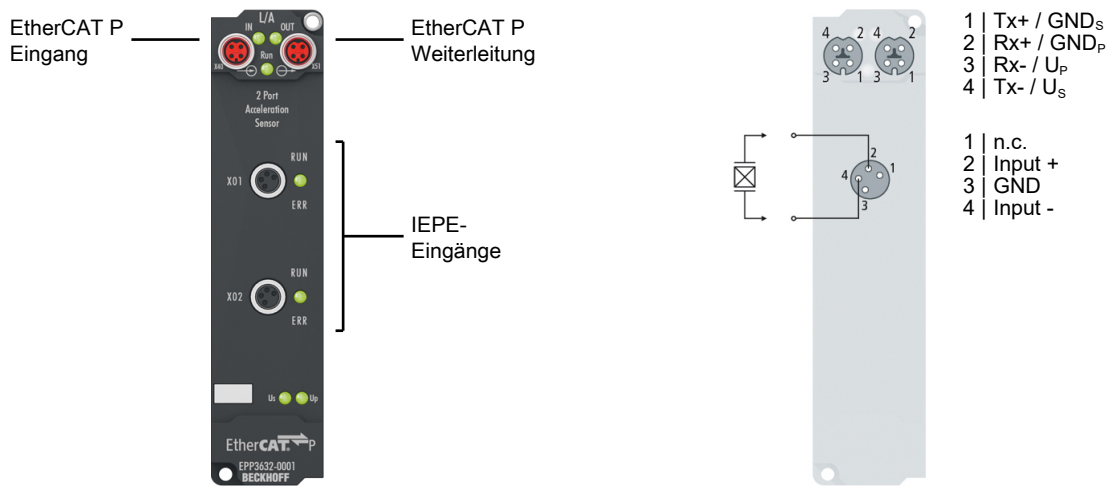 EtherCAT P
Eingang
L/A
IN OUT
X40 X51
Run
EtherCAT P
Weiterleitung
2 Port
Acceleration
Sensor
RUN
X01
ERR
IEPE-
Eingänge
RUN
X02
ERR
Us Up
EtherCAT P
EPP3632-0001
BECKHOFF
4 2 4 2
3 1 3 1
1 | Tx+ / GNDS
2 | Rx+ / GNDP
3 | Rx- / UP
4 | Tx- / US
2
4 1
3
1 | n.c.
2 | Input +
3 | GND
4 | Input -